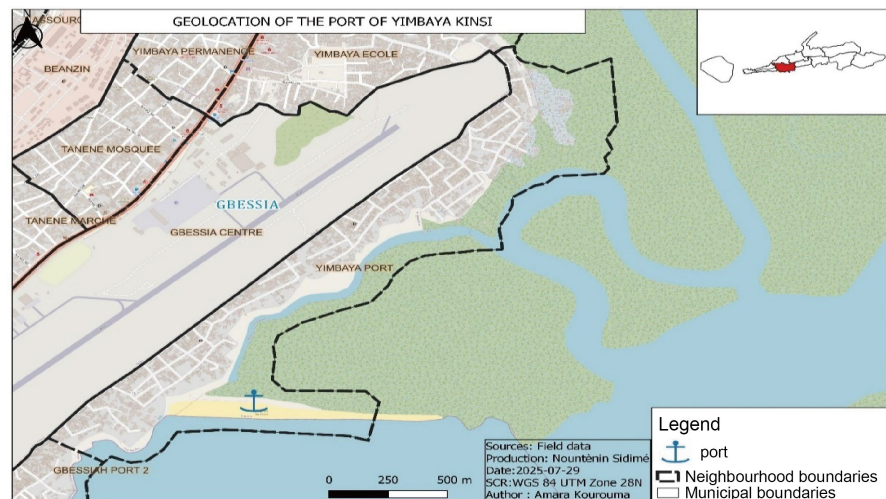 GEOLOCATION OF THE PORT OF YIMBAYA KINSI
N
ASSOURO
YIMBAYA PERMANENCE
YIMBAYA ECOLE
BEANZIN
TANENE MOSQUEE
GBESSIA
TANENE MARCHE
GBESSIA CENTRE
YIMBAYA PORT
GBESSIAH PORT 2
0 250 500 m
Sources: Field data
Production: Nounténin Sidimé
Date:2025-07-29
SCR:WGS 84 UTM Zone 28N
Author : Amara Kourouma
Legend
port
Neighbourhood boundaries
Municipal boundaries